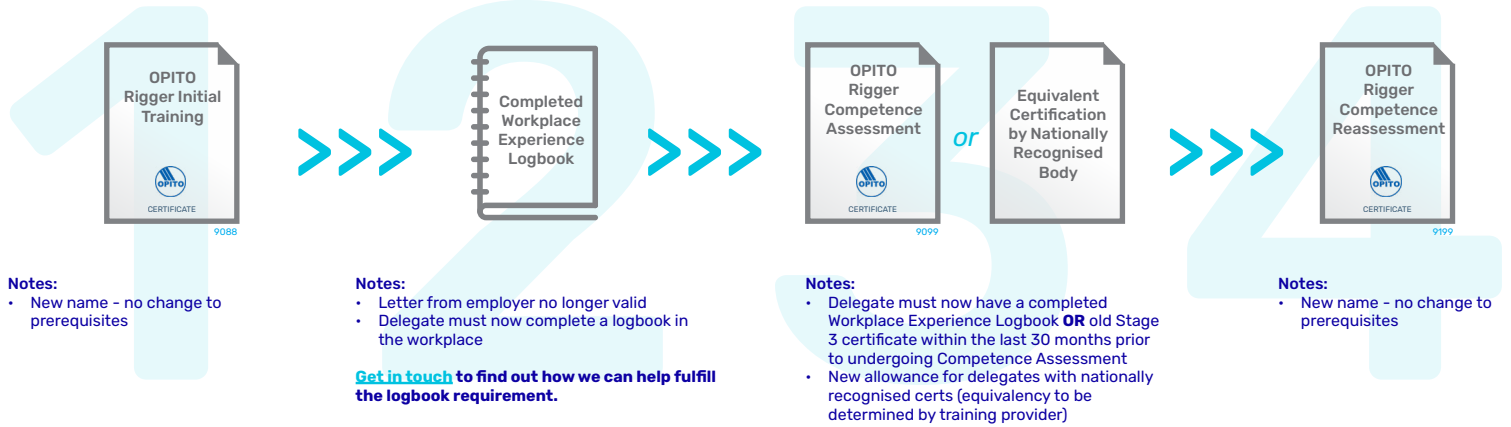 1
OPITO
Rigger Initial
Training
OPITO
CERTIFICATE
9088
Notes:
• New name - no change to
prerequisites
2
Completed
Workplace
Experience
Logbook
Notes:
• Letter from employer no longer valid
• Delegate must now complete a logbook in
the workplace
Get in touch to find out how we can help fulfill
the logbook requirement.
3
OPITO
Rigger
Competence
Assessment
OPITO
CERTIFICATE
9099
or
Equivalent
Certification
by Nationally
Recognised
Body
Notes:
• Delegate must now have a completed
Workplace Experience Logbook OR old Stage
3 certificate within the last 30 months prior
to undergoing Competence Assessment
• New allowance for delegates with nationally
recognised certs (equivalency to be
determined by training provider)
4
OPITO
Rigger
Competence
Reassessment
OPITO
CERTIFICATE
9199
Notes:
• New name - no change to
prerequisites